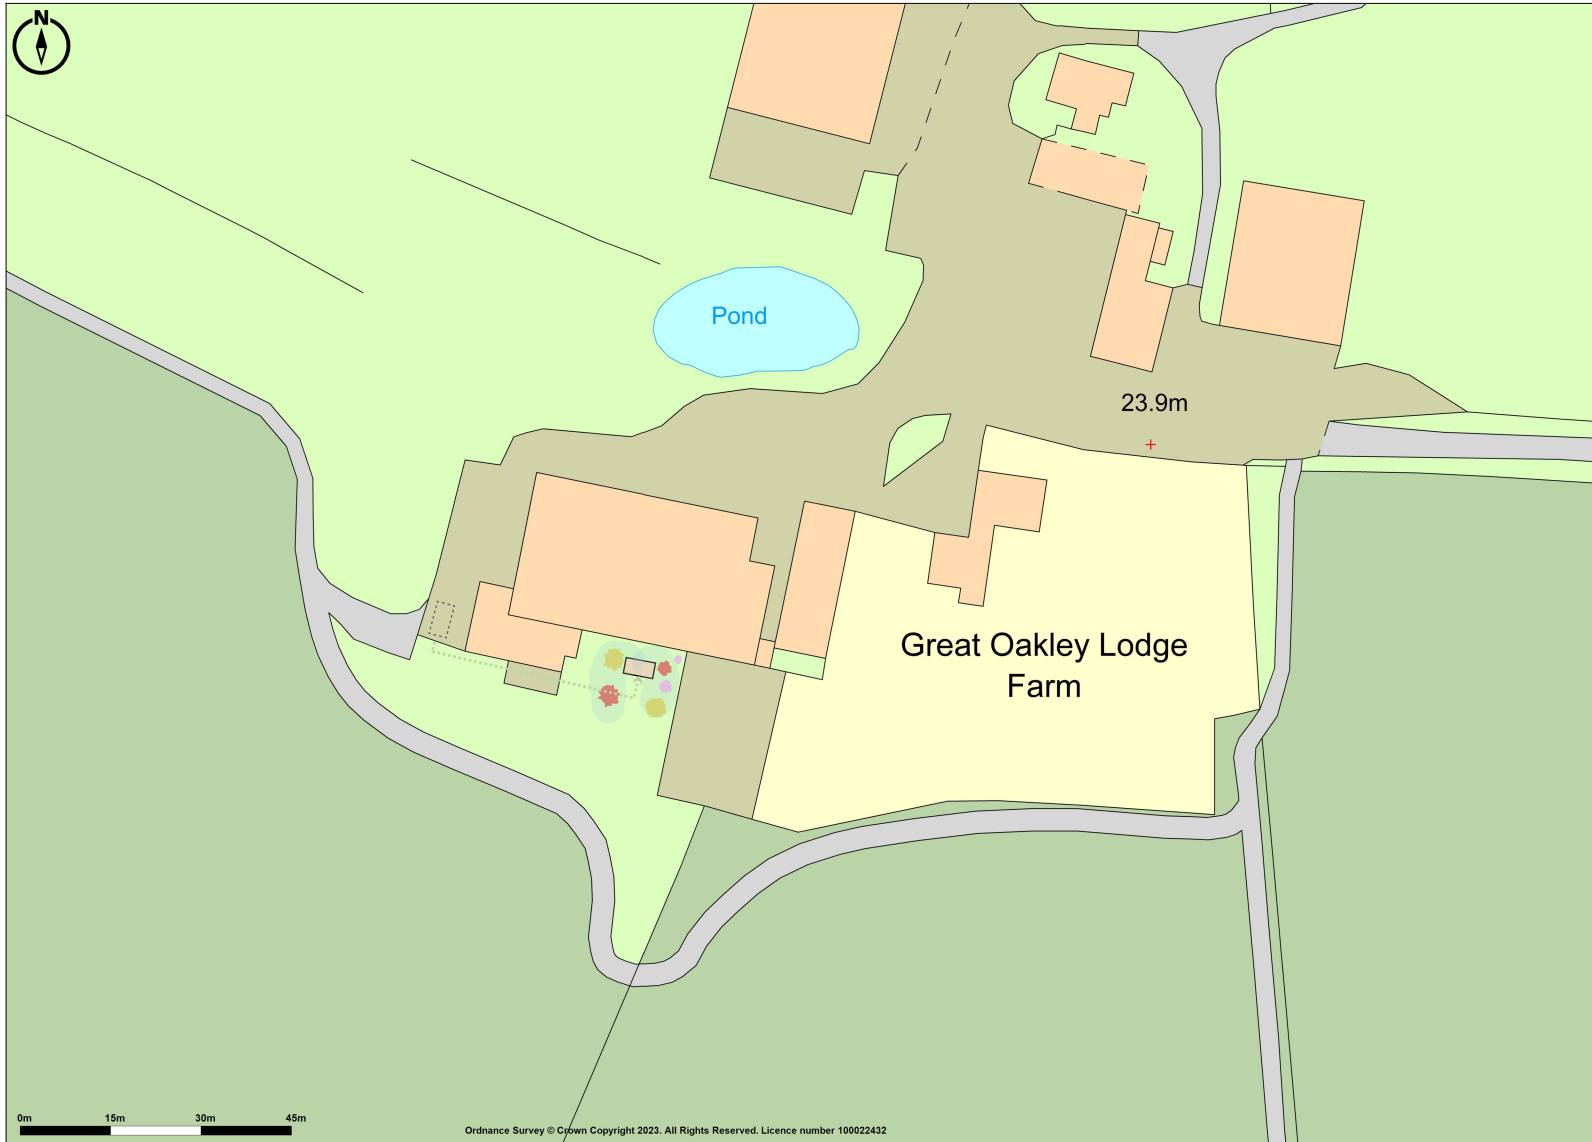 N
Pond
23.9m
Great Oakley Lodge
Farm
0m 15m 30m 45m
Ordnance Survey © Crown Copyright 2023. All Rights Reserved. Licence number 100022432